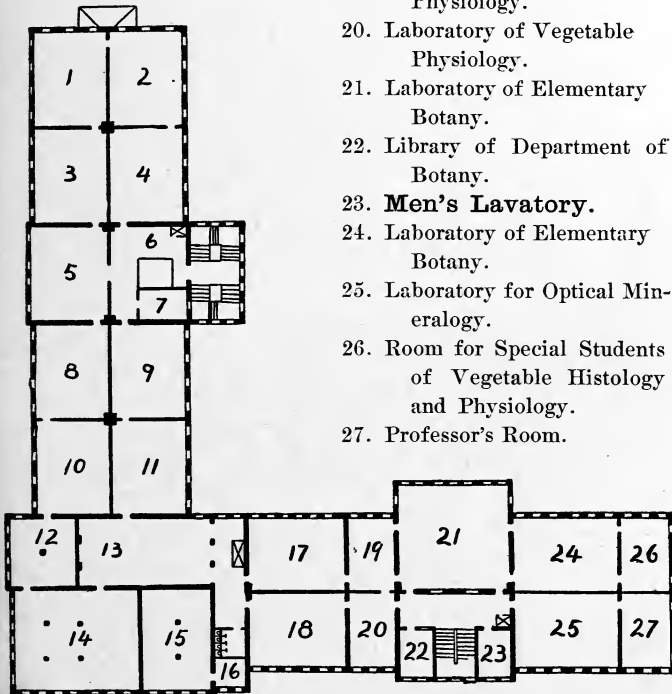 Physiology.
20. Laboratory of Vegetable
Physiology.
21. Laboratory of Elementary
Botany.
22. Library of Department of
Botany.
23. Men's Lavatory.
24. Laboratory of Elementary
Botany.
25. Laboratory for Optical Min-
eralogy.
26. Room for Special Students
of Vegetable Histology
and Physiology.
27. Professor's Room.
1 2
3 4
5 6
7
8 9
10 11
12 13 17 19 21 24 26
14 15 18 20 22 23 25 27
16